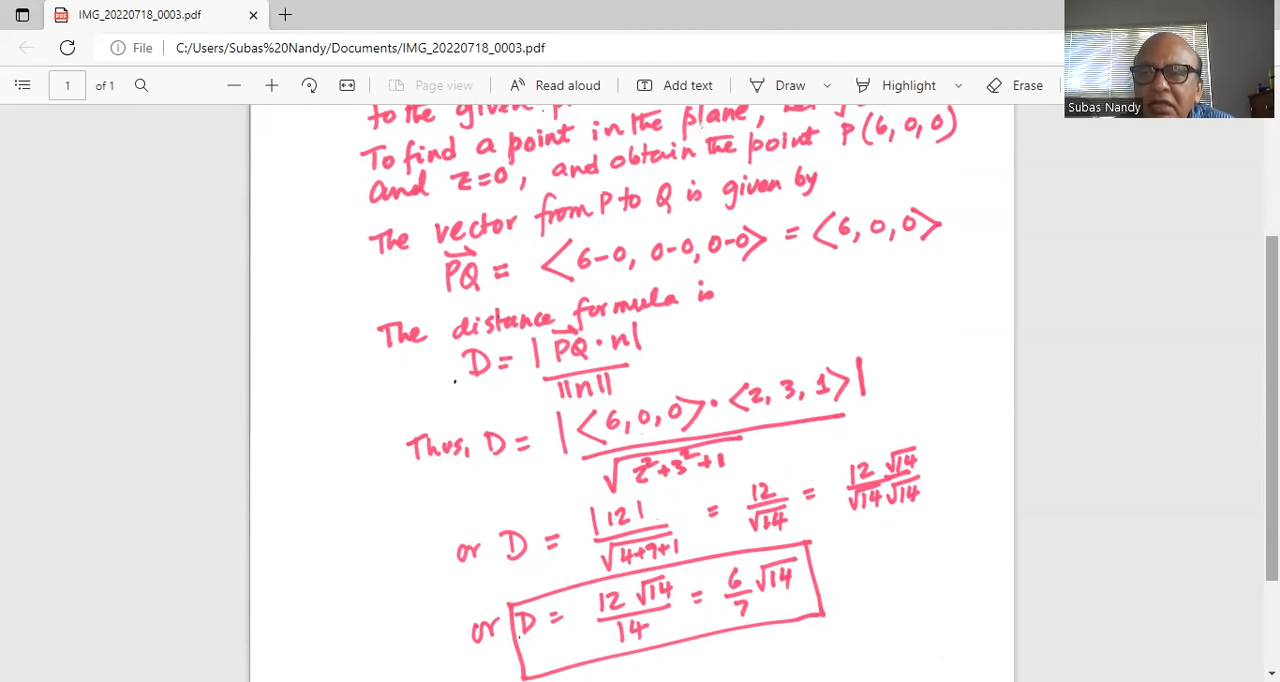 IMG_20220718_0003.pdf
File C:/Users/Subas%20Nandy/Documents/IMG_20220718_0003.pdf
1 of 1 Page view Read aloud Add text Draw Highlight Erase
Subas Nandy
to the given
To find a point in the plane,
and z=0, and obtain the point P(6,0,0)
The vector from P to Q is given by
PQ⃗ = <6-0, 0-0, 0-0> = <6, 0, 0>
The distance formula is
D = |PQ⃗ · n| / ||n||
Thus, D = |<6, 0, 0> · <2, 3, 1>| / √(2²+3²+1)
or D = |12| / √(4+9+1) = 12/√14 = 12√14 / √14√14
or D = 12√14 / 14 = 6/7 √14